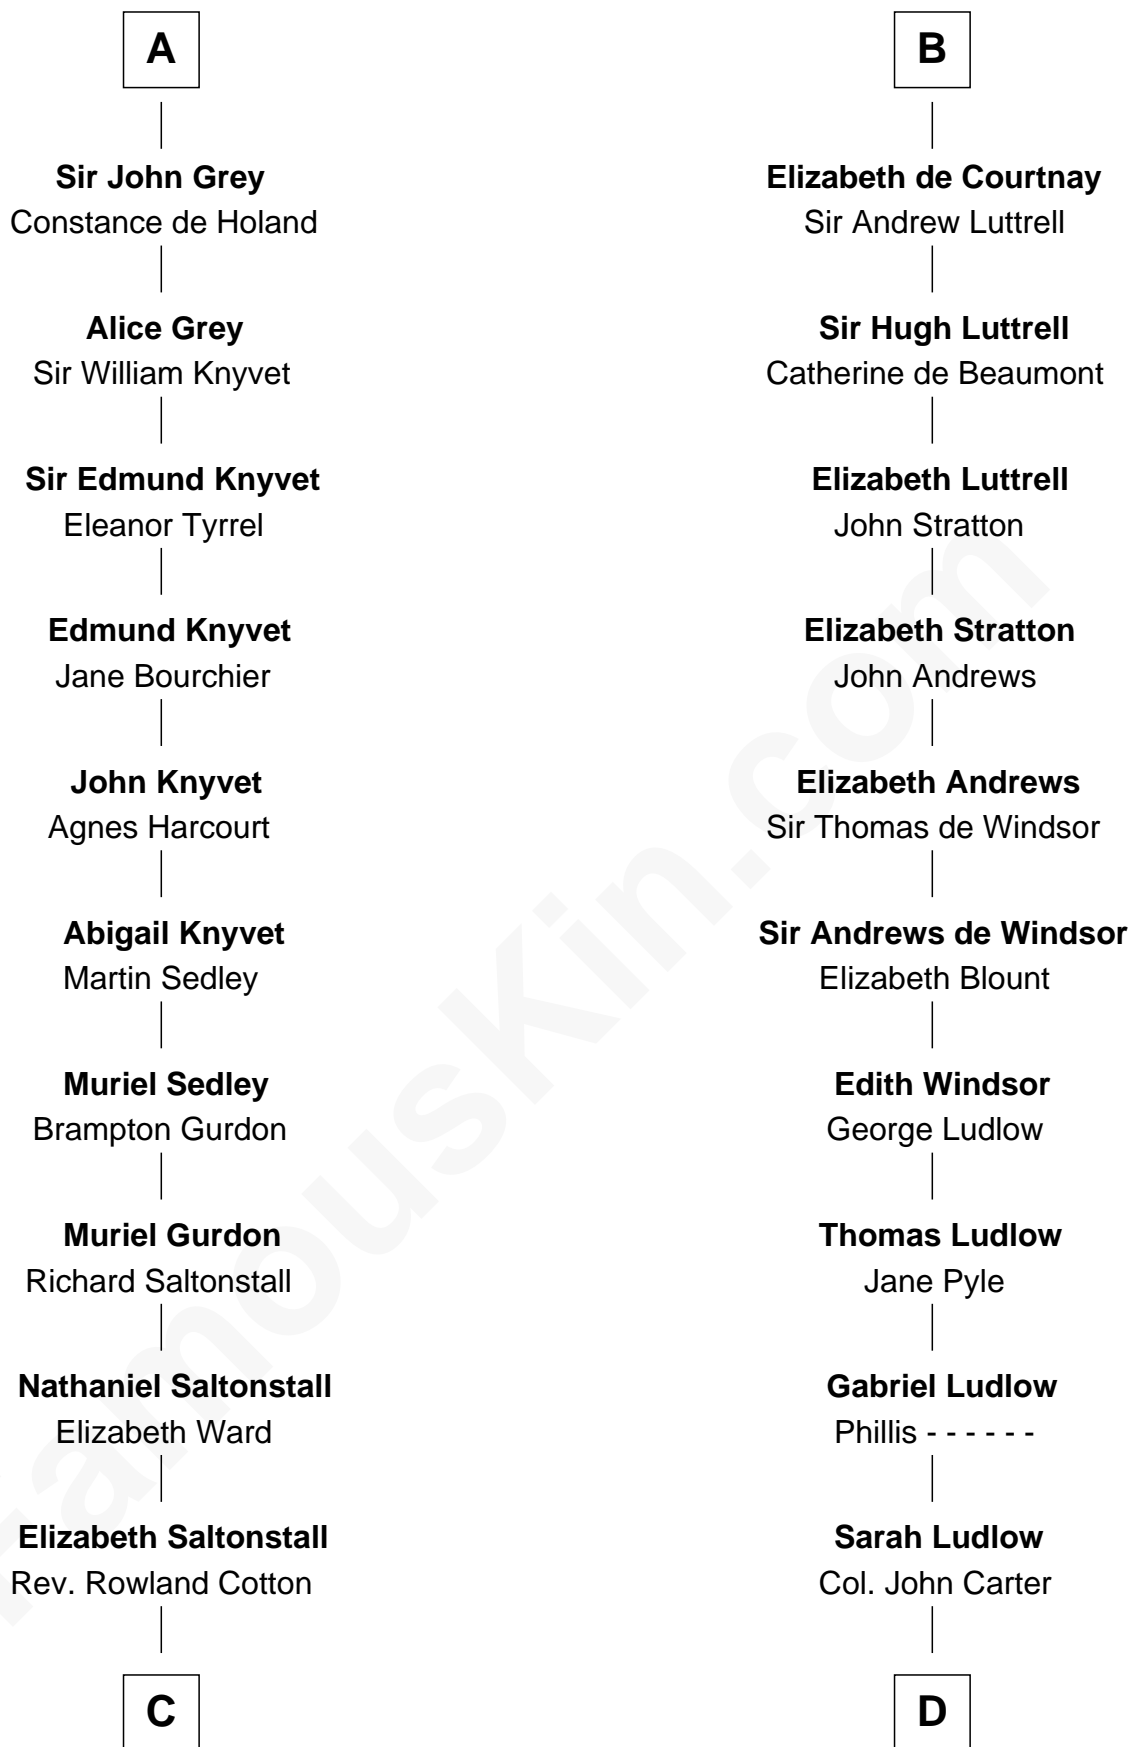 A
Sir John Grey
Constance de Holand
Alice Grey
Sir William Knyvet
Sir Edmund Knyvet
Eleanor Tyrrel
Edmund Knyvet
Jane Bourchier
John Knyvet
Agnes Harcourt
Abigail Knyvet
Martin Sedley
Muriel Sedley
Brampton Gurdon
Muriel Gurdon
Richard Saltonstall
Nathaniel Saltonstall
Elizabeth Ward
Elizabeth Saltonstall
Rev. Rowland Cotton
C
B
Elizabeth de Courtnay
Sir Andrew Luttrell
Sir Hugh Luttrell
Catherine de Beaumont
Elizabeth Luttrell
John Stratton
Elizabeth Stratton
John Andrews
Elizabeth Andrews
Sir Thomas de Windsor
Sir Andrews de Windsor
Elizabeth Blount
Edith Windsor
George Ludlow
Thomas Ludlow
Jane Pyle
Gabriel Ludlow
Phillis - - - - - -
Sarah Ludlow
Col. John Carter
D
FamousKin.com